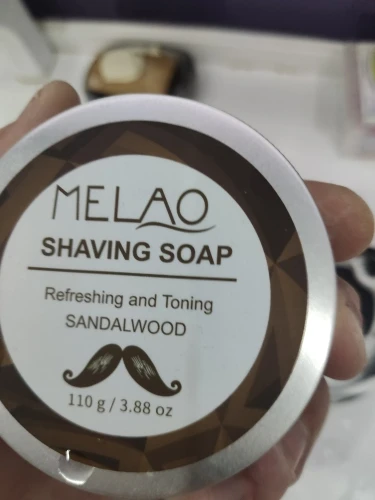 MELAO
SHAVING SOAP
Refreshing and Toning
SANDALWOOD
110 g / 3.88 oz